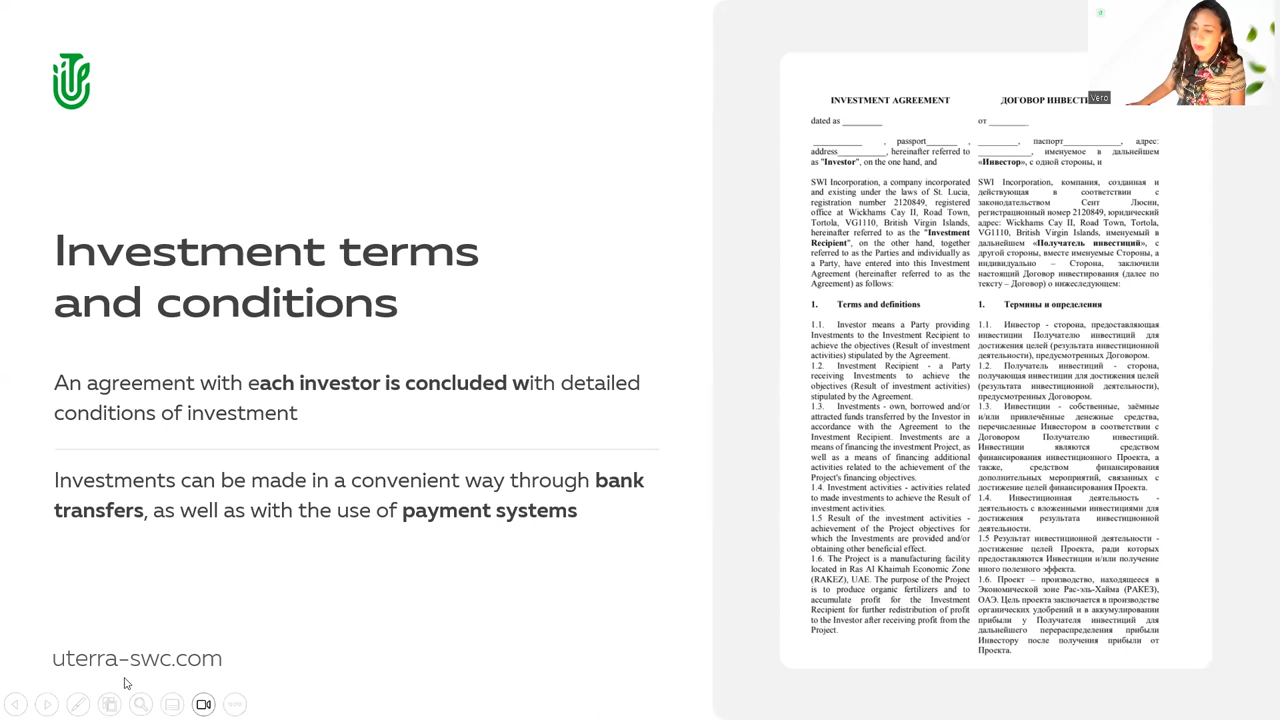 Investment terms
and conditions
An agreement with each investor is concluded with detailed
conditions of investment
Investments can be made in a convenient way through bank
transfers, as well as with the use of payment systems
uterra-swc.com
INVESTMENT AGREEMENT
dated as ________
__________ , passport______ ,
address__________, hereinafter referred to
as "Investor", on the one hand, and
SWI Incorporation, a company incorporated
and existing under the laws of St. Lucia,
registration number 2120849, registered
office at Wickhams Cay II, Road Town,
Tortola, VG1110, British Virgin Islands,
hereinafter referred to as the "Investment
Recipient", on the other hand, together
referred to as the Parties and individually as
a Party, have entered into this Investment
Agreement (hereinafter referred to as the
Agreement) as follows:
1. Terms and definitions
1.1. Investor means a Party providing
Investments to the Investment Recipient to
achieve the objectives (Result of investment
activities) stipulated by the Agreement.
1.2. Investment Recipient - a Party
receiving Investments to achieve the
objectives (Result of investment activities)
stipulated by the Agreement.
1.3. Investments - own, borrowed and/or
attracted funds transferred by the Investor in
accordance with the Agreement to the
Investment Recipient. Investments are a
means of financing the investment Project, as
well as a means of financing additional
activities related to the achievement of the
Project's financing objectives.
1.4. Investment activities - activities related
to made investments to achieve the Result of
investment activities.
1.5 Result of the investment activities -
achievement of the Project objectives for
which the Investments are provided and/or
obtaining other beneficial effect.
1.6. The Project is a manufacturing facility
located in Ras Al Khaimah Economic Zone
(RAKEZ), UAE. The purpose of the Project
is to produce organic fertilizers and to
accumulate profit for the Investment
Recipient for further redistribution of profit
to the Investor after receiving profit from the
Project.
ДОГОВОР ИНВЕСТИ
от ________
________, паспорт____________, адрес:
___________, именуемое в дальнейшем
«Инвестор», с одной стороны, и
SWI Incorporation, компания, созданная и
действующая в соответствии с
законодательством Сент Люсии,
регистрационный номер 2120849, юридический
адрес: Wickhams Cay II, Road Town, Tortola,
VG1110, British Virgin Islands, именуемый в
дальнейшем «Получатель инвестиций», с
другой стороны, вместе именуемые Стороны, а
индивидуально – Сторона, заключили
настоящий Договор инвестирования (далее по
тексту – Договор) о нижеследующем:
1. Термины и определения
1.1. Инвестор - сторона, предоставляющая
инвестиции Получателю инвестиций для
достижения целей (результата инвестиционной
деятельности), предусмотренных Договором.
1.2. Получатель инвестиций - сторона,
получающая инвестиции для достижения целей
(результата инвестиционной деятельности),
предусмотренных Договором.
1.3. Инвестиции - собственные, заёмные
и/или привлечённые денежные средства,
перечисленные Инвестором в соответствии с
Договором Получателю инвестиций.
Инвестиции являются средством
финансирования инвестиционного Проекта, а
также, средством финансирования
дополнительных мероприятий, связанных с
достижение целей финансирования Проекта.
1.4. Инвестиционная деятельность -
деятельность с вложенными инвестициями для
достижения результата инвестиционной
деятельности.
1.5 Результат инвестиционной деятельности -
достижение целей Проекта, ради которых
предоставляются Инвестиции и/или получение
иного полезного эффекта.
1.6. Проект – производство, находящееся в
Экономической зоне Рас-эль-Хайма (РАКЕЗ),
ОАЭ. Цель проекта заключается в производстве
органических удобрений и в аккумулировании
прибыли у Получателя инвестиций для
дальнейшего перераспределения прибыли
Инвестору после получения прибыли от
Проекта.
Vero